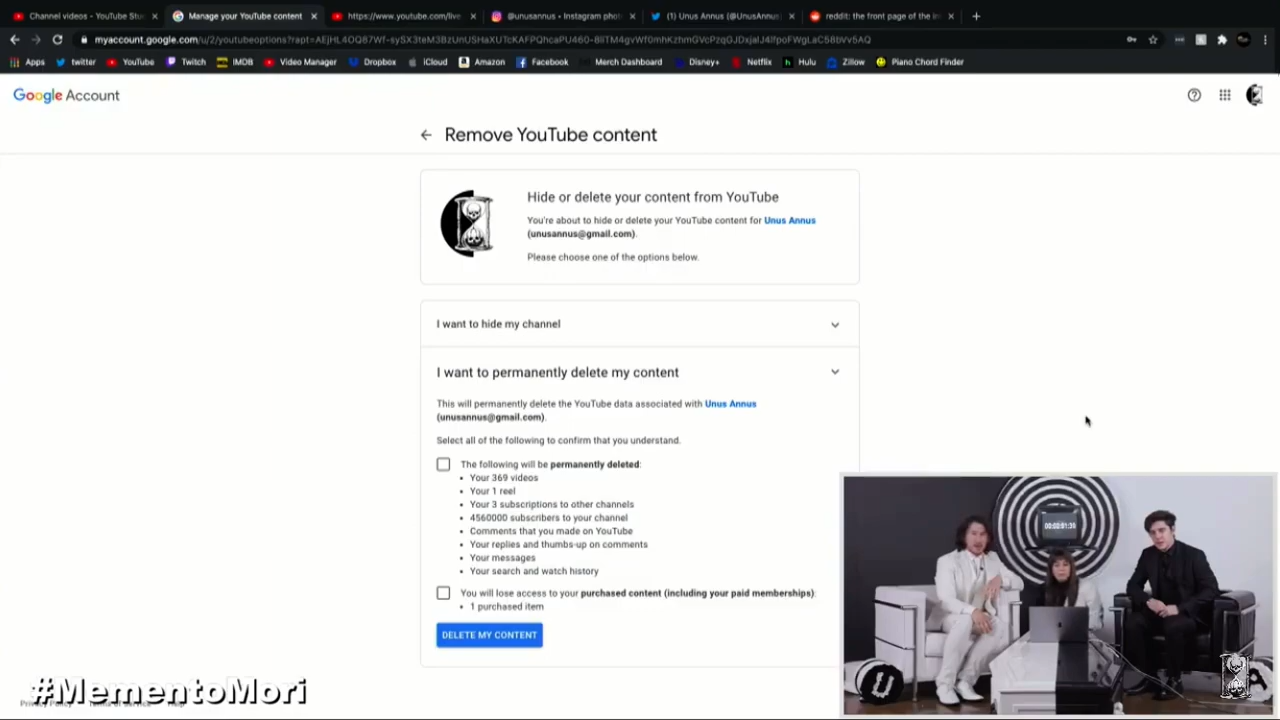 Channel videos - YouTube Stu
Manage your YouTube content
https://www.youtube.com/live
@unusannus • Instagram phot
(1) Unus Annus (@UnusAnnus)
reddit: the front page of the in
Apps
twitter
YouTube
Twitch
IMDB
Video Manager
Dropbox
iCloud
Amazon
Facebook
Merch Dashboard
Disney+
Netflix
Hulu
Zillow
Piano Chord Finder
Google Account
Remove YouTube content
Hide or delete your content from YouTube
You're about to hide or delete your YouTube content for Unus Annus
(unusannus@gmail.com).
Please choose one of the options below.
I want to hide my channel
I want to permanently delete my content
This will permanently delete the YouTube data associated with Unus Annus
(unusannus@gmail.com).
Select all of the following to confirm that you understand.
The following will be permanently deleted:
• Your 369 videos
• Your 1 reel
• Your 3 subscriptions to other channels
• 4560000 subscribers to your channel
• Comments that you made on YouTube
• Your replies and thumbs-up on comments
• Your messages
• Your search and watch history
You will lose access to your purchased content (including your paid memberships):
• 1 purchased item
DELETE MY CONTENT
#MementoMori
U
A